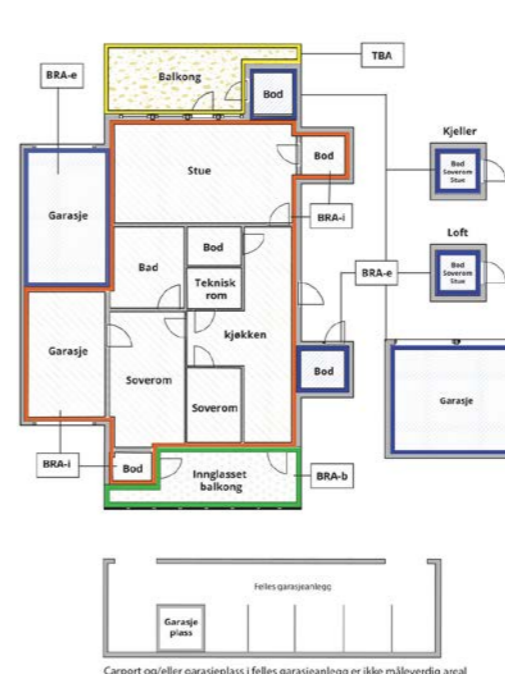 TBA
BRA-e
Balkong
Bod
Kjeller
Bod
Soverom
Stue
Stue
Bod
Garasje
BRA-i
Loft
Bod
Soverom
Stue
Bod
Bad
Teknisk
rom
BRA-e
kjøkken
Garasje
Soverom
Bod
Garasje
Soverom
BRA-i
Bod
Innglasset
balkong
BRA-b
Felles garasjeanlegg
Garasje
plass
Carport og/eller garasjeplass i felles garasjeanlegg er ikke måleverdig areal